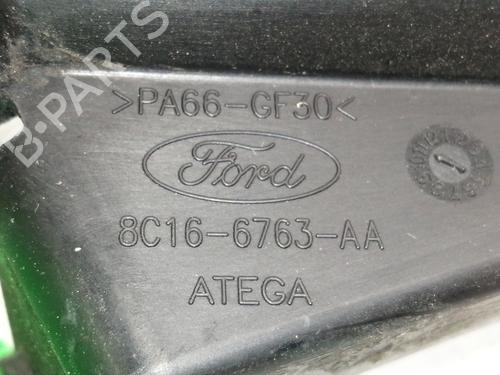 B-PARTS
>PA66-GF30<
Ford
8C16-6763-AA
ATEGA